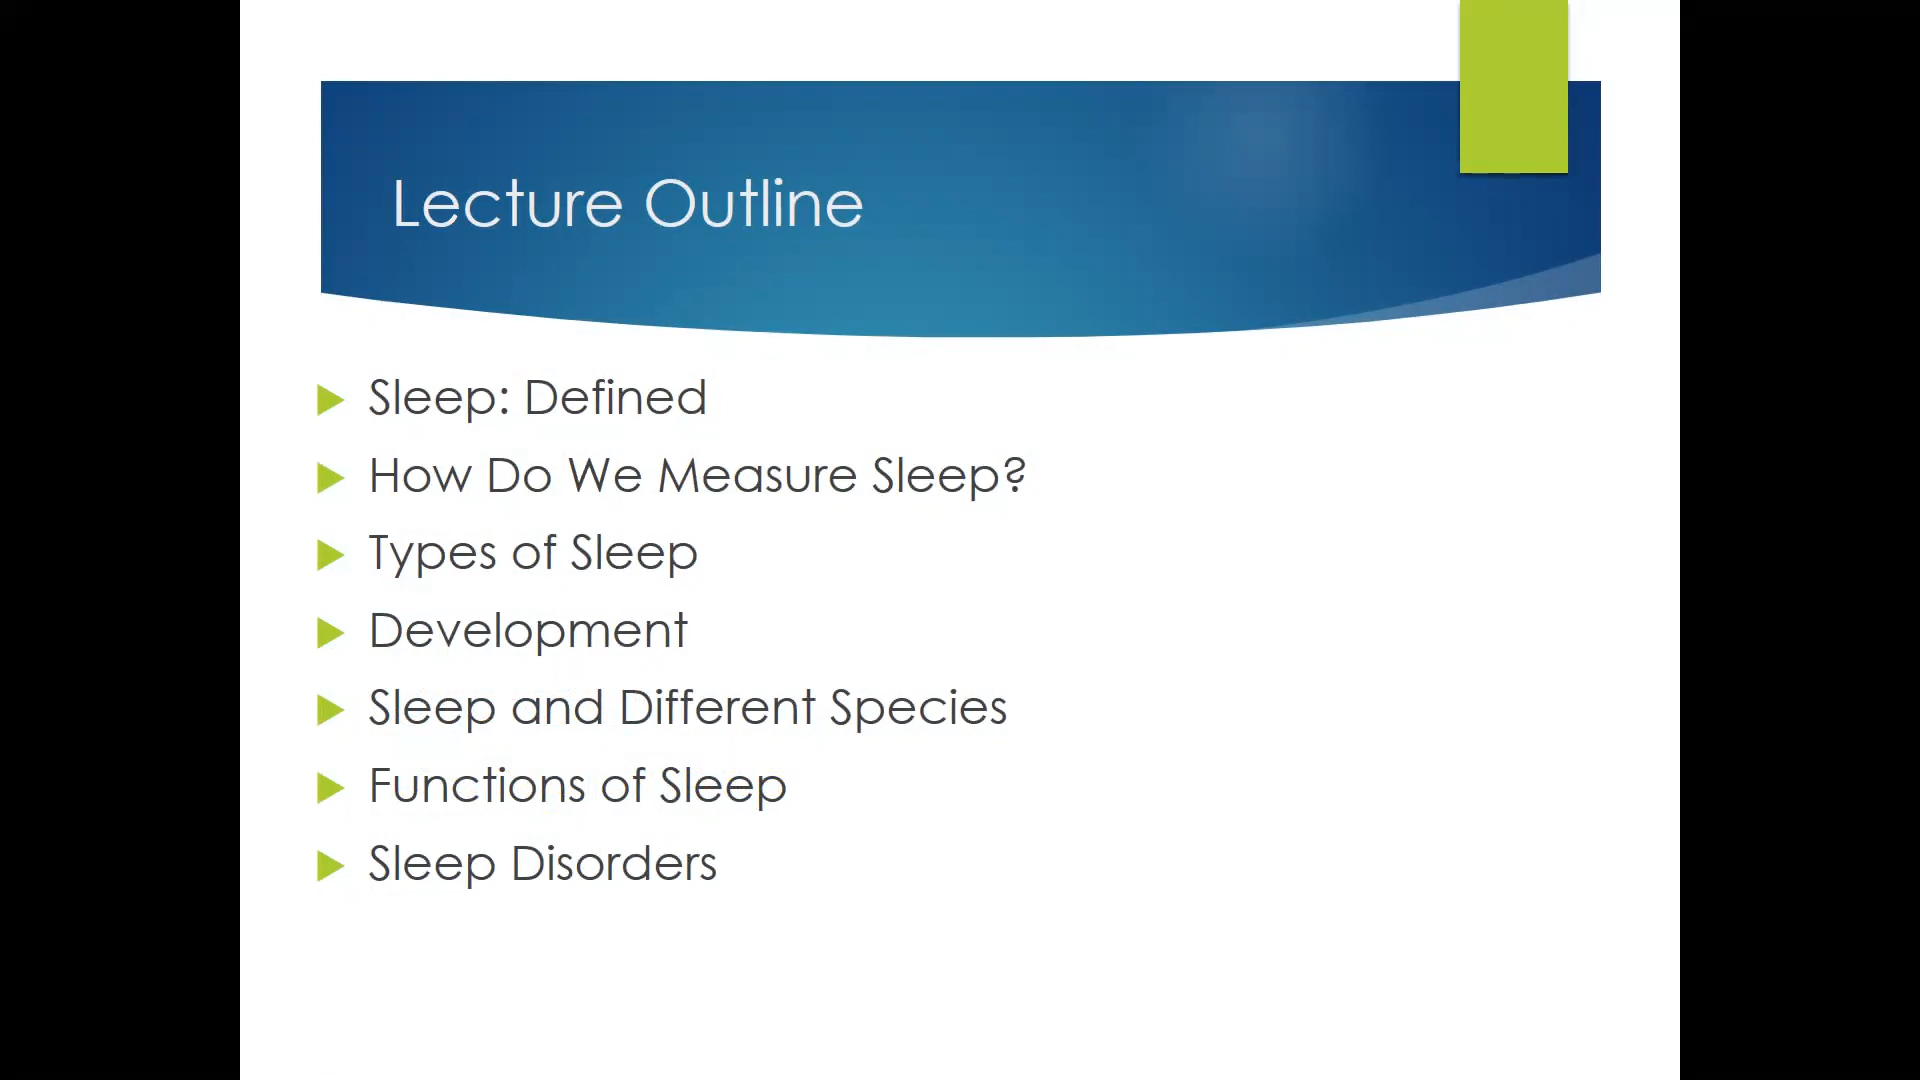 Lecture Outline
Sleep: Defined
How Do We Measure Sleep?
Types of Sleep
Development
Sleep and Different Species
Functions of Sleep
Sleep Disorders